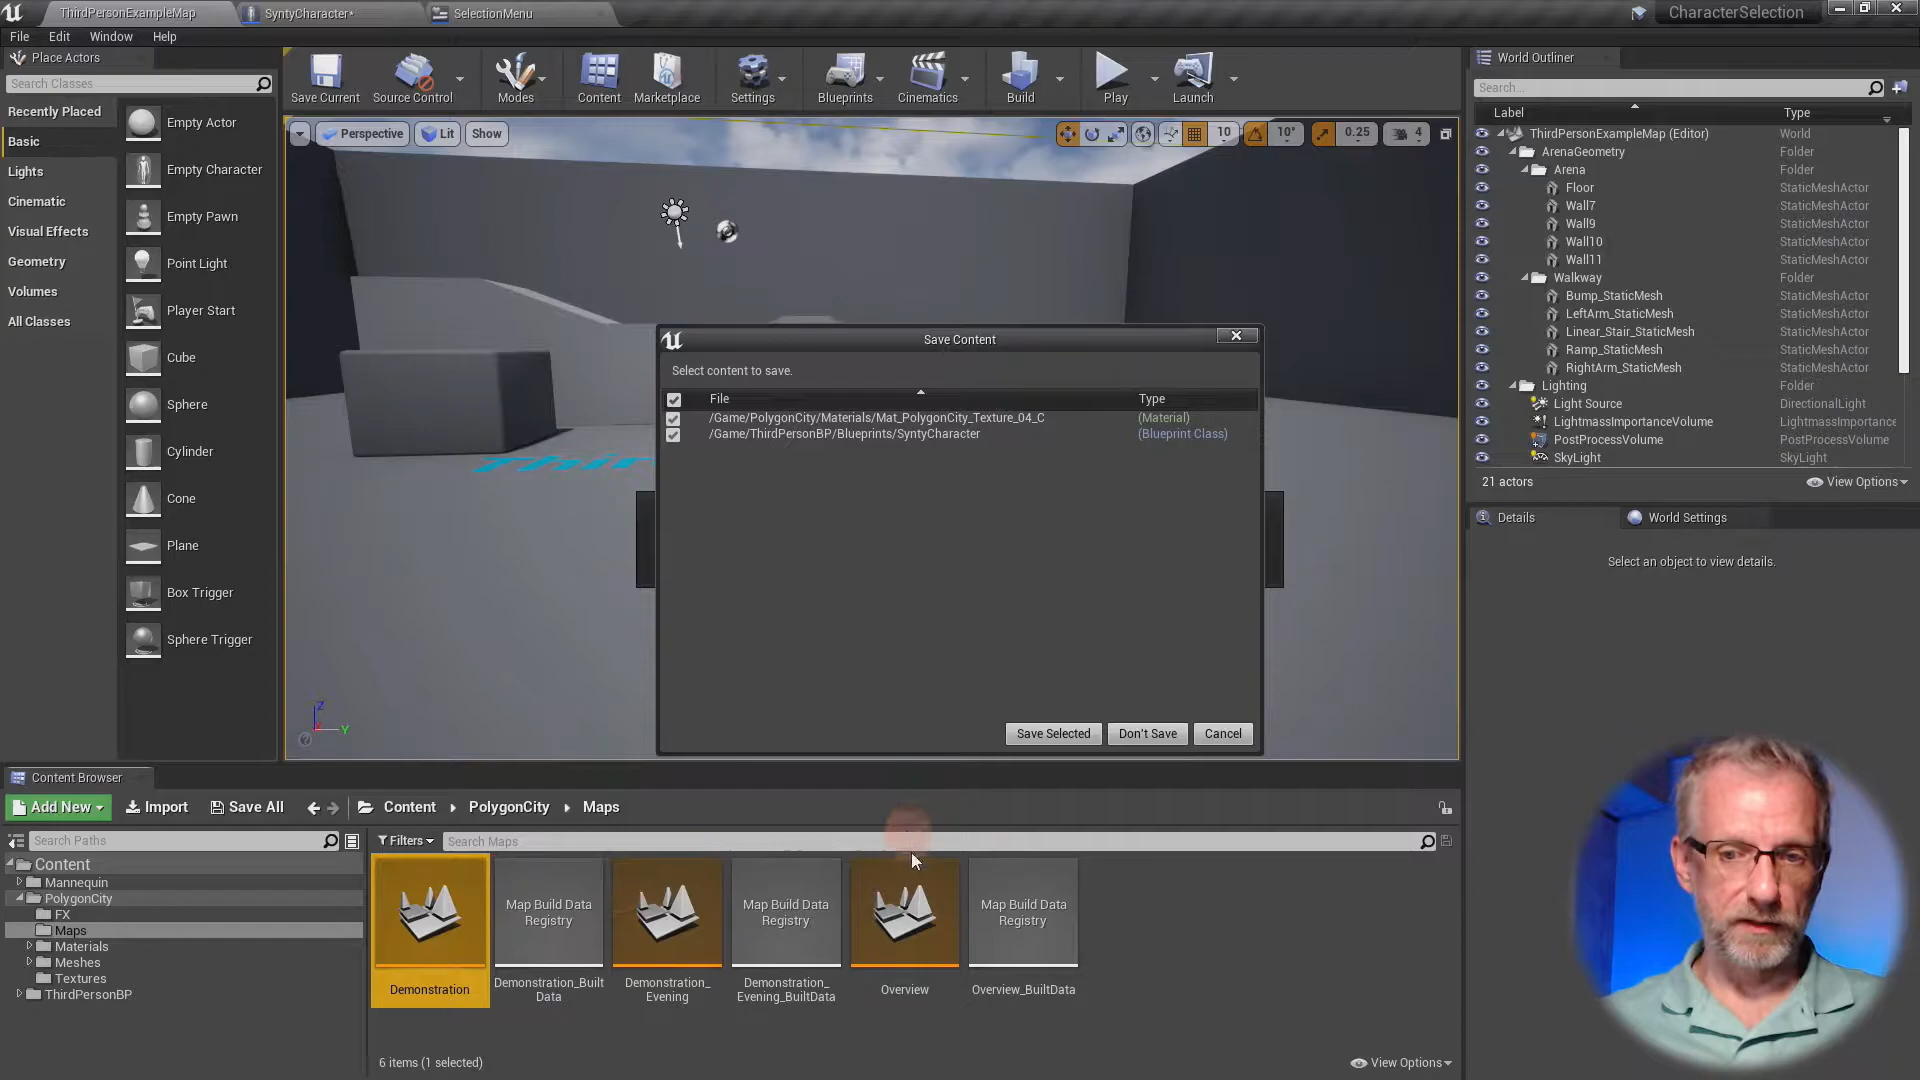 ThirdPersonExampleMap
SyntyCharacter*
SelectionMenu
CharacterSelection
File
Edit
Window
Help
Place Actors
Search Classes
Recently Placed
Basic
Lights
Cinematic
Visual Effects
Geometry
Volumes
All Classes
Empty Actor
Empty Character
Empty Pawn
Point Light
Player Start
Cube
Sphere
Cylinder
Cone
Plane
Box Trigger
Sphere Trigger
Save Current
Source Control
Modes
Content
Marketplace
Settings
Blueprints
Cinematics
Build
Play
Launch
Perspective
Lit
Show
10
10°
0.25
4
Z
Y
Save Content
Select content to save.
File
Type
/Game/PolygonCity/Materials/Mat_PolygonCity_Texture_04_C
(Material)
/Game/ThirdPersonBP/Blueprints/SyntyCharacter
(Blueprint Class)
Save Selected
Don't Save
Cancel
World Outliner
Search...
Label
Type
ThirdPersonExampleMap (Editor)
World
ArenaGeometry
Folder
Arena
Folder
Floor
StaticMeshActor
Wall7
StaticMeshActor
Wall9
StaticMeshActor
Wall10
StaticMeshActor
Wall11
StaticMeshActor
Walkway
Folder
Bump_StaticMesh
StaticMeshActor
LeftArm_StaticMesh
StaticMeshActor
Linear_Stair_StaticMesh
StaticMeshActor
Ramp_StaticMesh
StaticMeshActor
RightArm_StaticMesh
StaticMeshActor
Lighting
Folder
Light Source
DirectionalLight
LightmassImportanceVolume
LightmassImportance
PostProcessVolume
PostProcessVolume
SkyLight
SkyLight
21 actors
View Options
Details
World Settings
Select an object to view details.
Content Browser
Add New
Import
Save All
Content
PolygonCity
Maps
Search Paths
Filters
Search Maps
Content
Mannequin
PolygonCity
FX
Maps
Materials
Meshes
Textures
ThirdPersonBP
Map Build Data
Registry
Map Build Data
Registry
Map Build Data
Registry
Demonstration
Demonstration_Built
Data
Demonstration_
Evening
Demonstration_
Evening_BuiltData
Overview
Overview_BuiltData
6 items (1 selected)
View Options